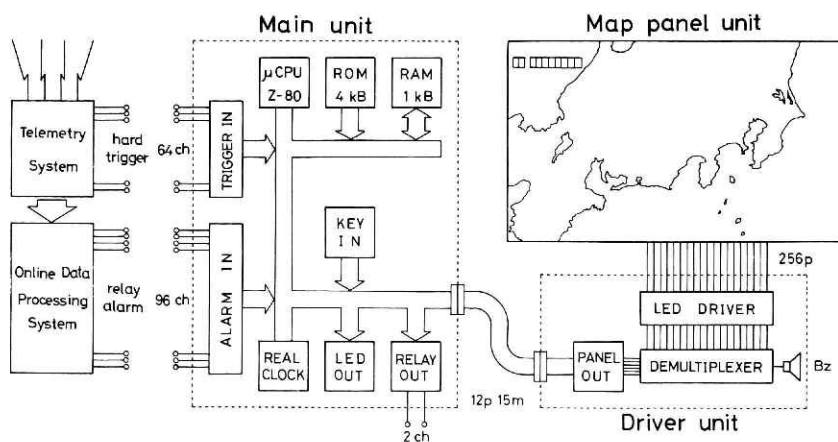 Main unit
Map panel unit
μCPU
Z-80
ROM
4 kB
RAM
1 kB
Telemetry
System
hard
trigger
64 ch
TRIGGER IN
KEY
IN
Online Data
Processing
System
relay
alarm
96 ch
ALARM IN
REAL
CLOCK
LED
OUT
RELAY
OUT
2 ch
12p 15m
256p
LED DRIVER
PANEL
OUT
DEMULTIPLEXER
Bz
Driver unit